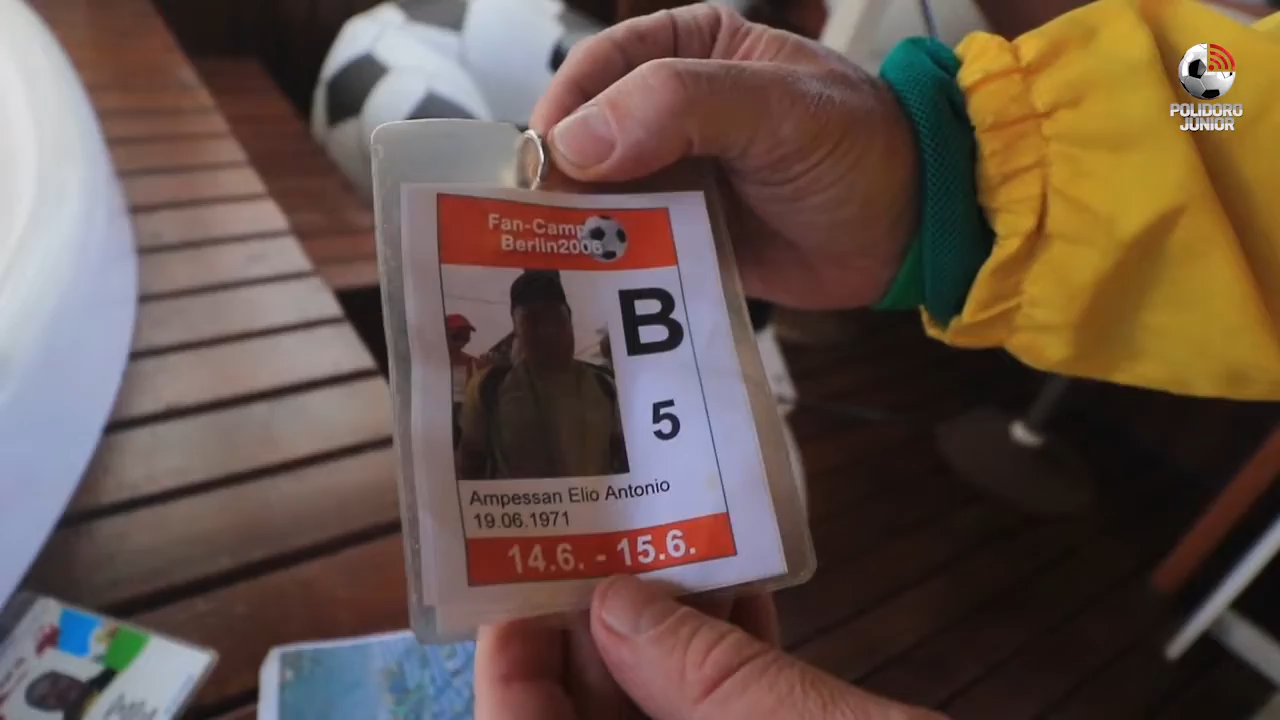 POLIDORO
JUNIOR
Fan-Camp
Berlin2006
B
5
Ampessan Elio Antonio
19.06.1971
14.6. - 15.6.